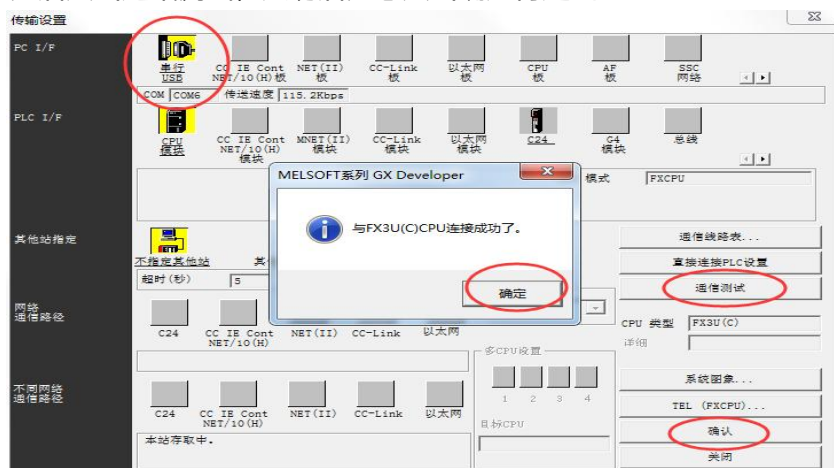 传输设置
PC I/F
串行
USB
CC IE Cont
NET/10(H)板
NET(II)
板
CC-Link
板
以太网
板
CPU
板
AF
板
SSC
网络
COM COM6 传送速度 115.2Kbps
PLC I/F
CPU
模块
CC IE Cont
NET/10(H)
模块
MNET(II)
模块
CC-Link
模块
以太网
模块
C24
G4
模块
总线
模式 FXCPU
MELSOFT系列 GX Developer
与FX3U(C)CPU连接成功了。
确定
其他站指定
不指定其他站
超时(秒) 5
通信线路表...
直接连接PLC设置
通信测试
CPU 类型 FX3U(C)
详细
网络
通信路径
C24
CC IE Cont
NET/10(H)
NET(II)
CC-Link
以太网
多CPU设置
1 2 3 4
目标CPU
不同网络
通信路径
C24
CC IE Cont
NET/10(H)
NET(II)
CC-Link
以太网
本站存取中。
系统图象...
TEL (FXCPU)...
确认
关闭